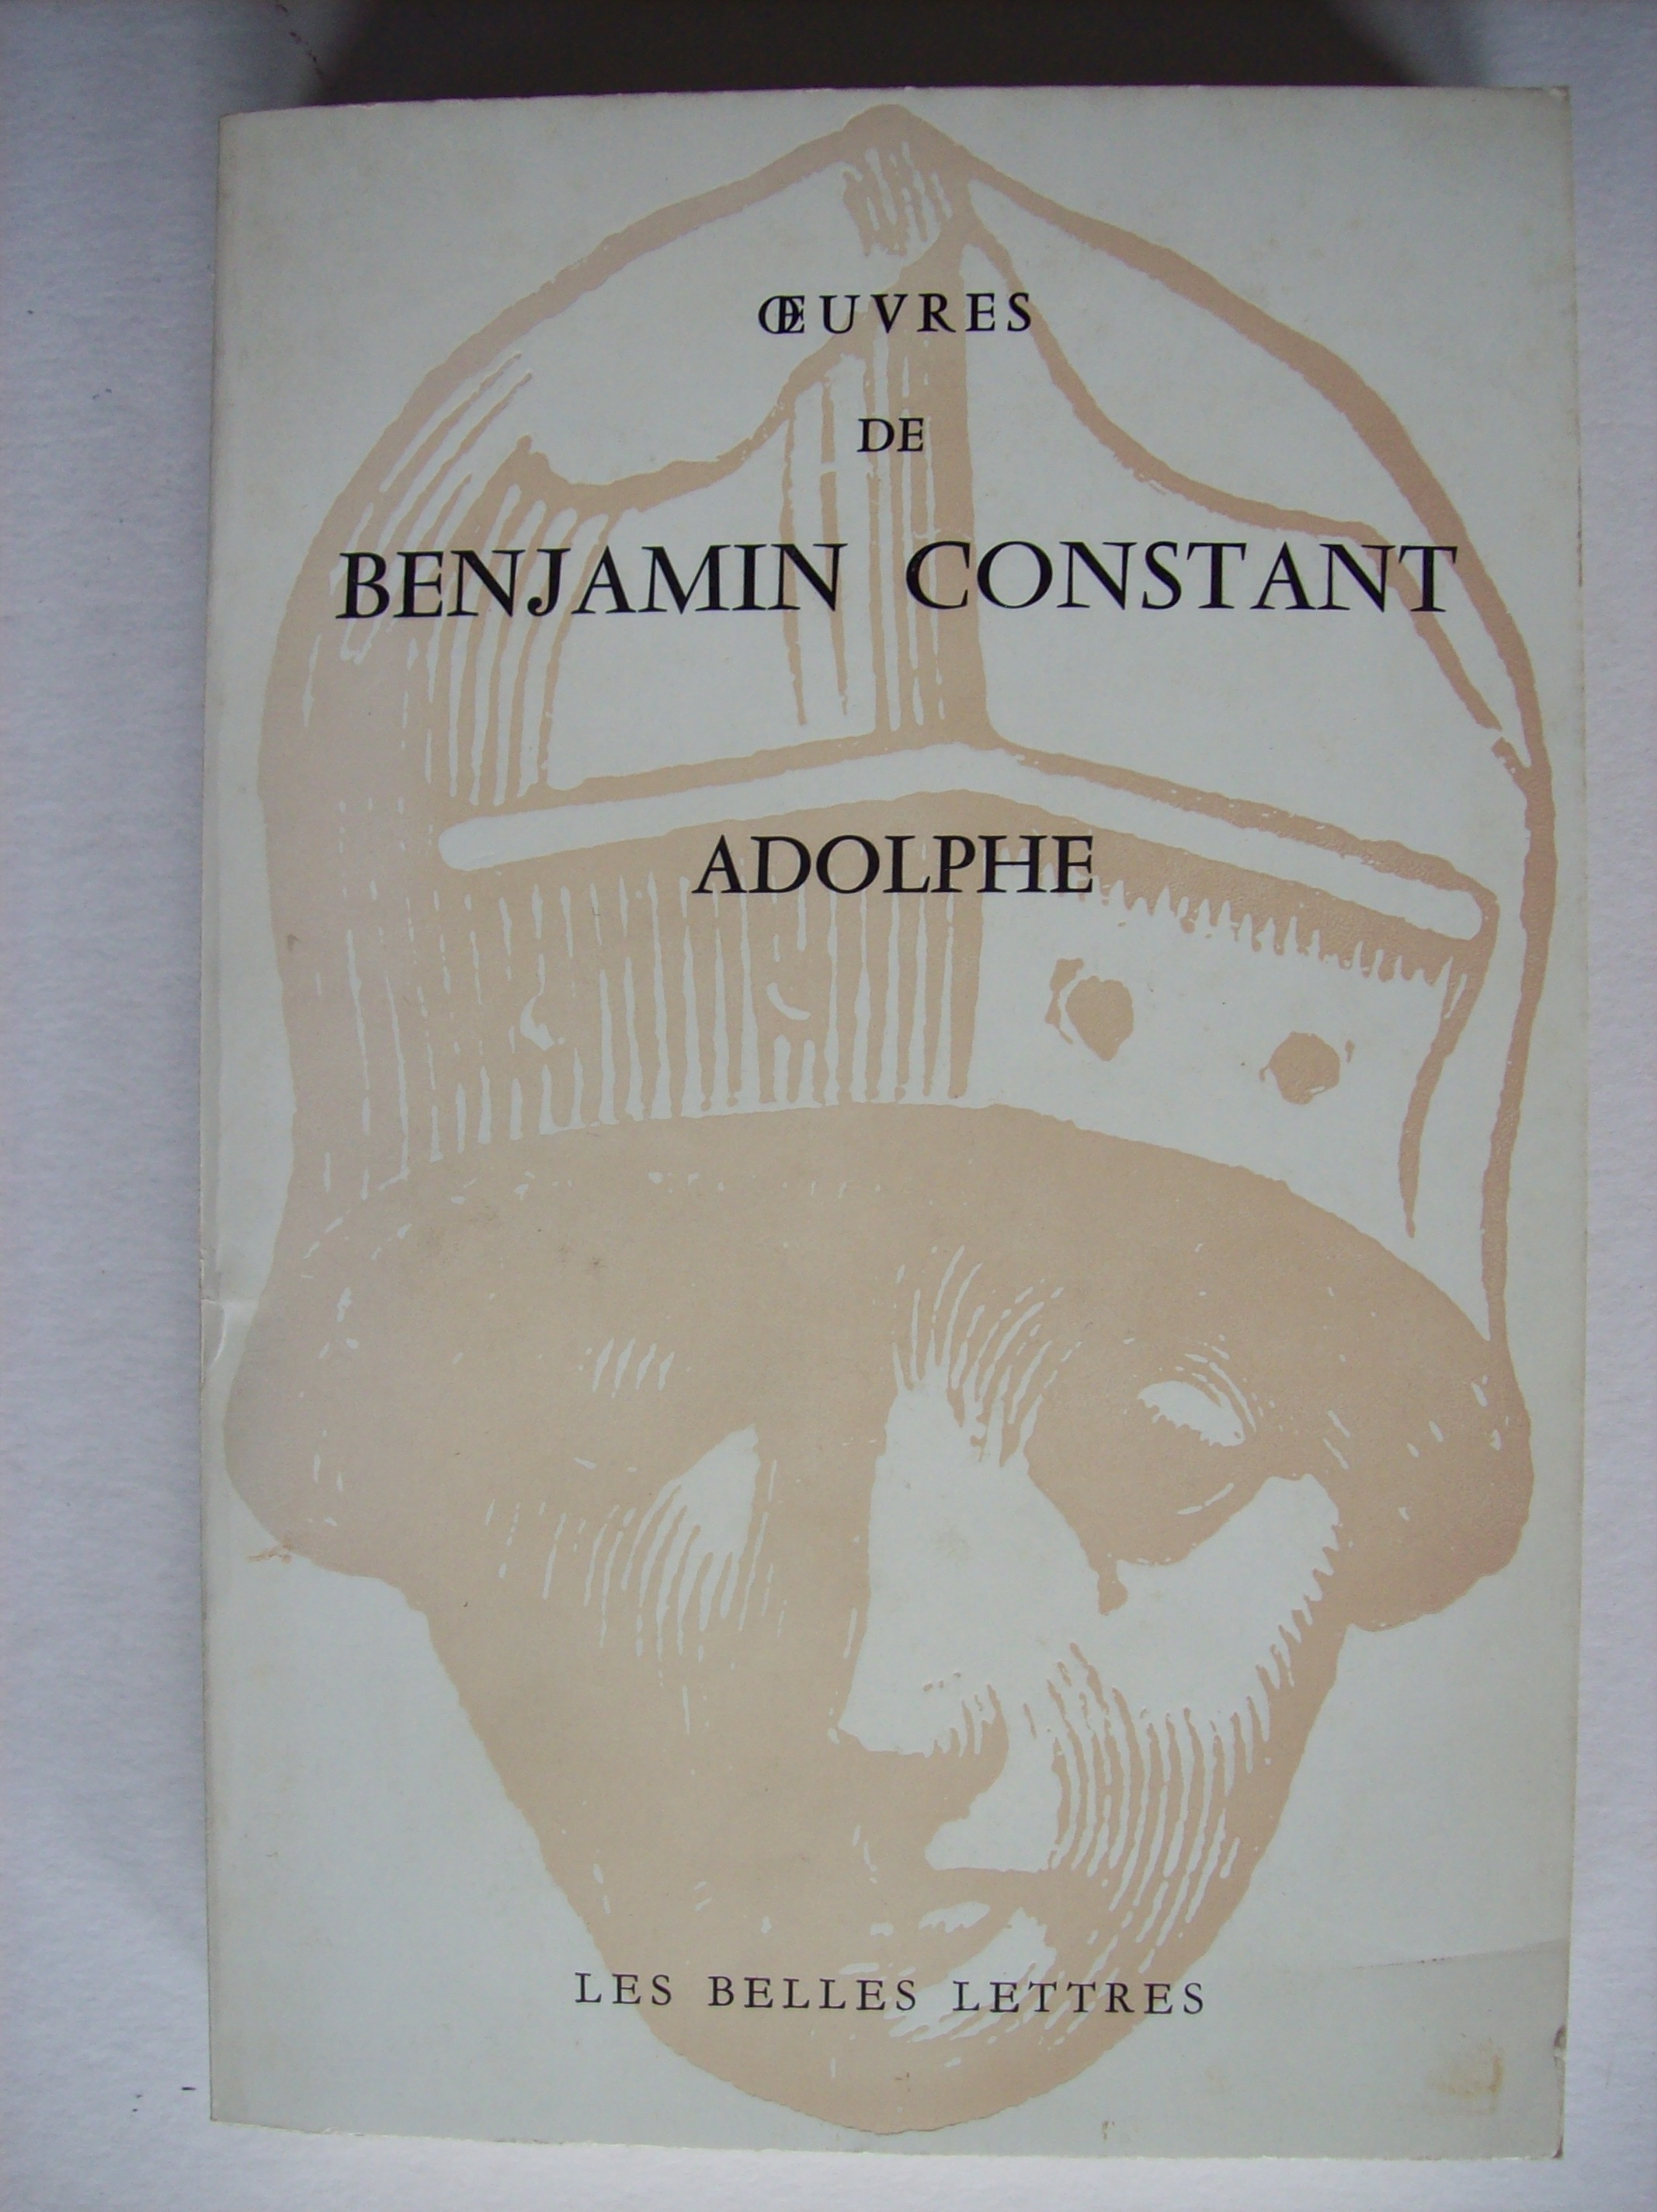 ŒUVRES
DE
BENJAMIN CONSTANT
ADOLPHE
LES BELLES LETTRES